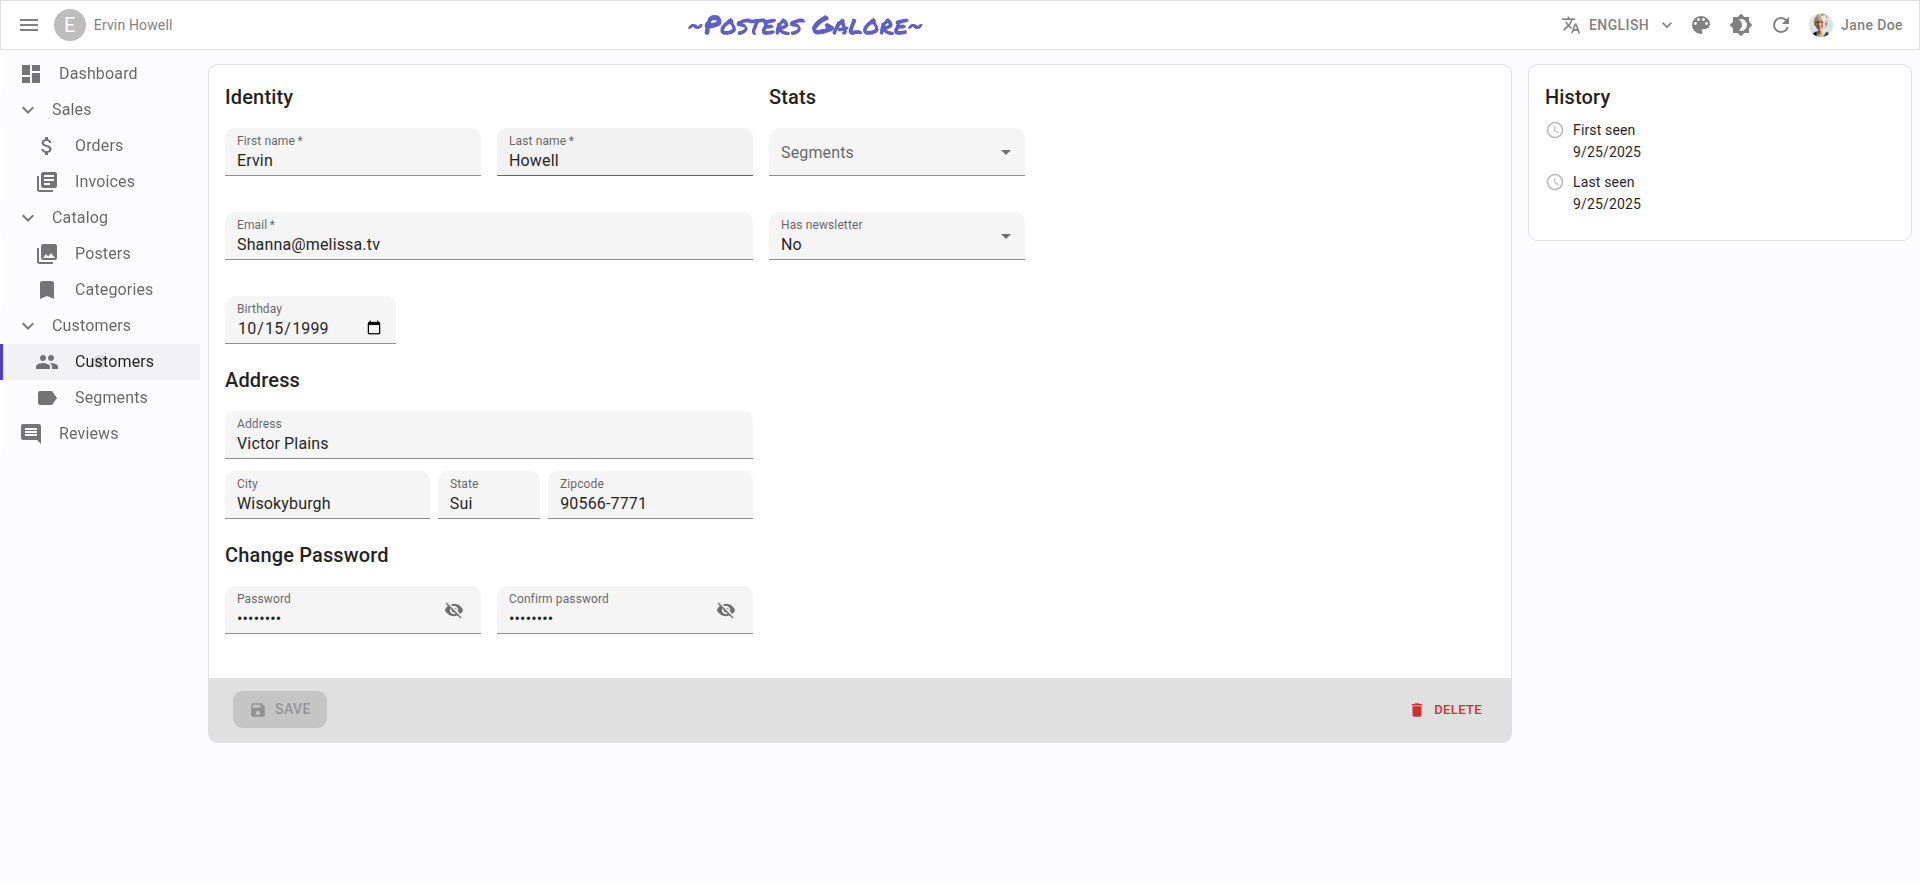 E Ervin Howell
~Posters Galore~
ENGLISH
Jane Doe
Dashboard
Sales
Orders
Invoices
Catalog
Posters
Categories
Customers
Customers
Segments
Reviews
Identity
First name *
Ervin
Last name *
Howell
Email *
Shanna@melissa.tv
Birthday
10/15/1999
Stats
Segments
Has newsletter
No
Address
Address
Victor Plains
City
Wisokyburgh
State
Sui
Zipcode
90566-7771
Change Password
Password
••••••••
Confirm password
••••••••
SAVE
DELETE
History
First seen
9/25/2025
Last seen
9/25/2025